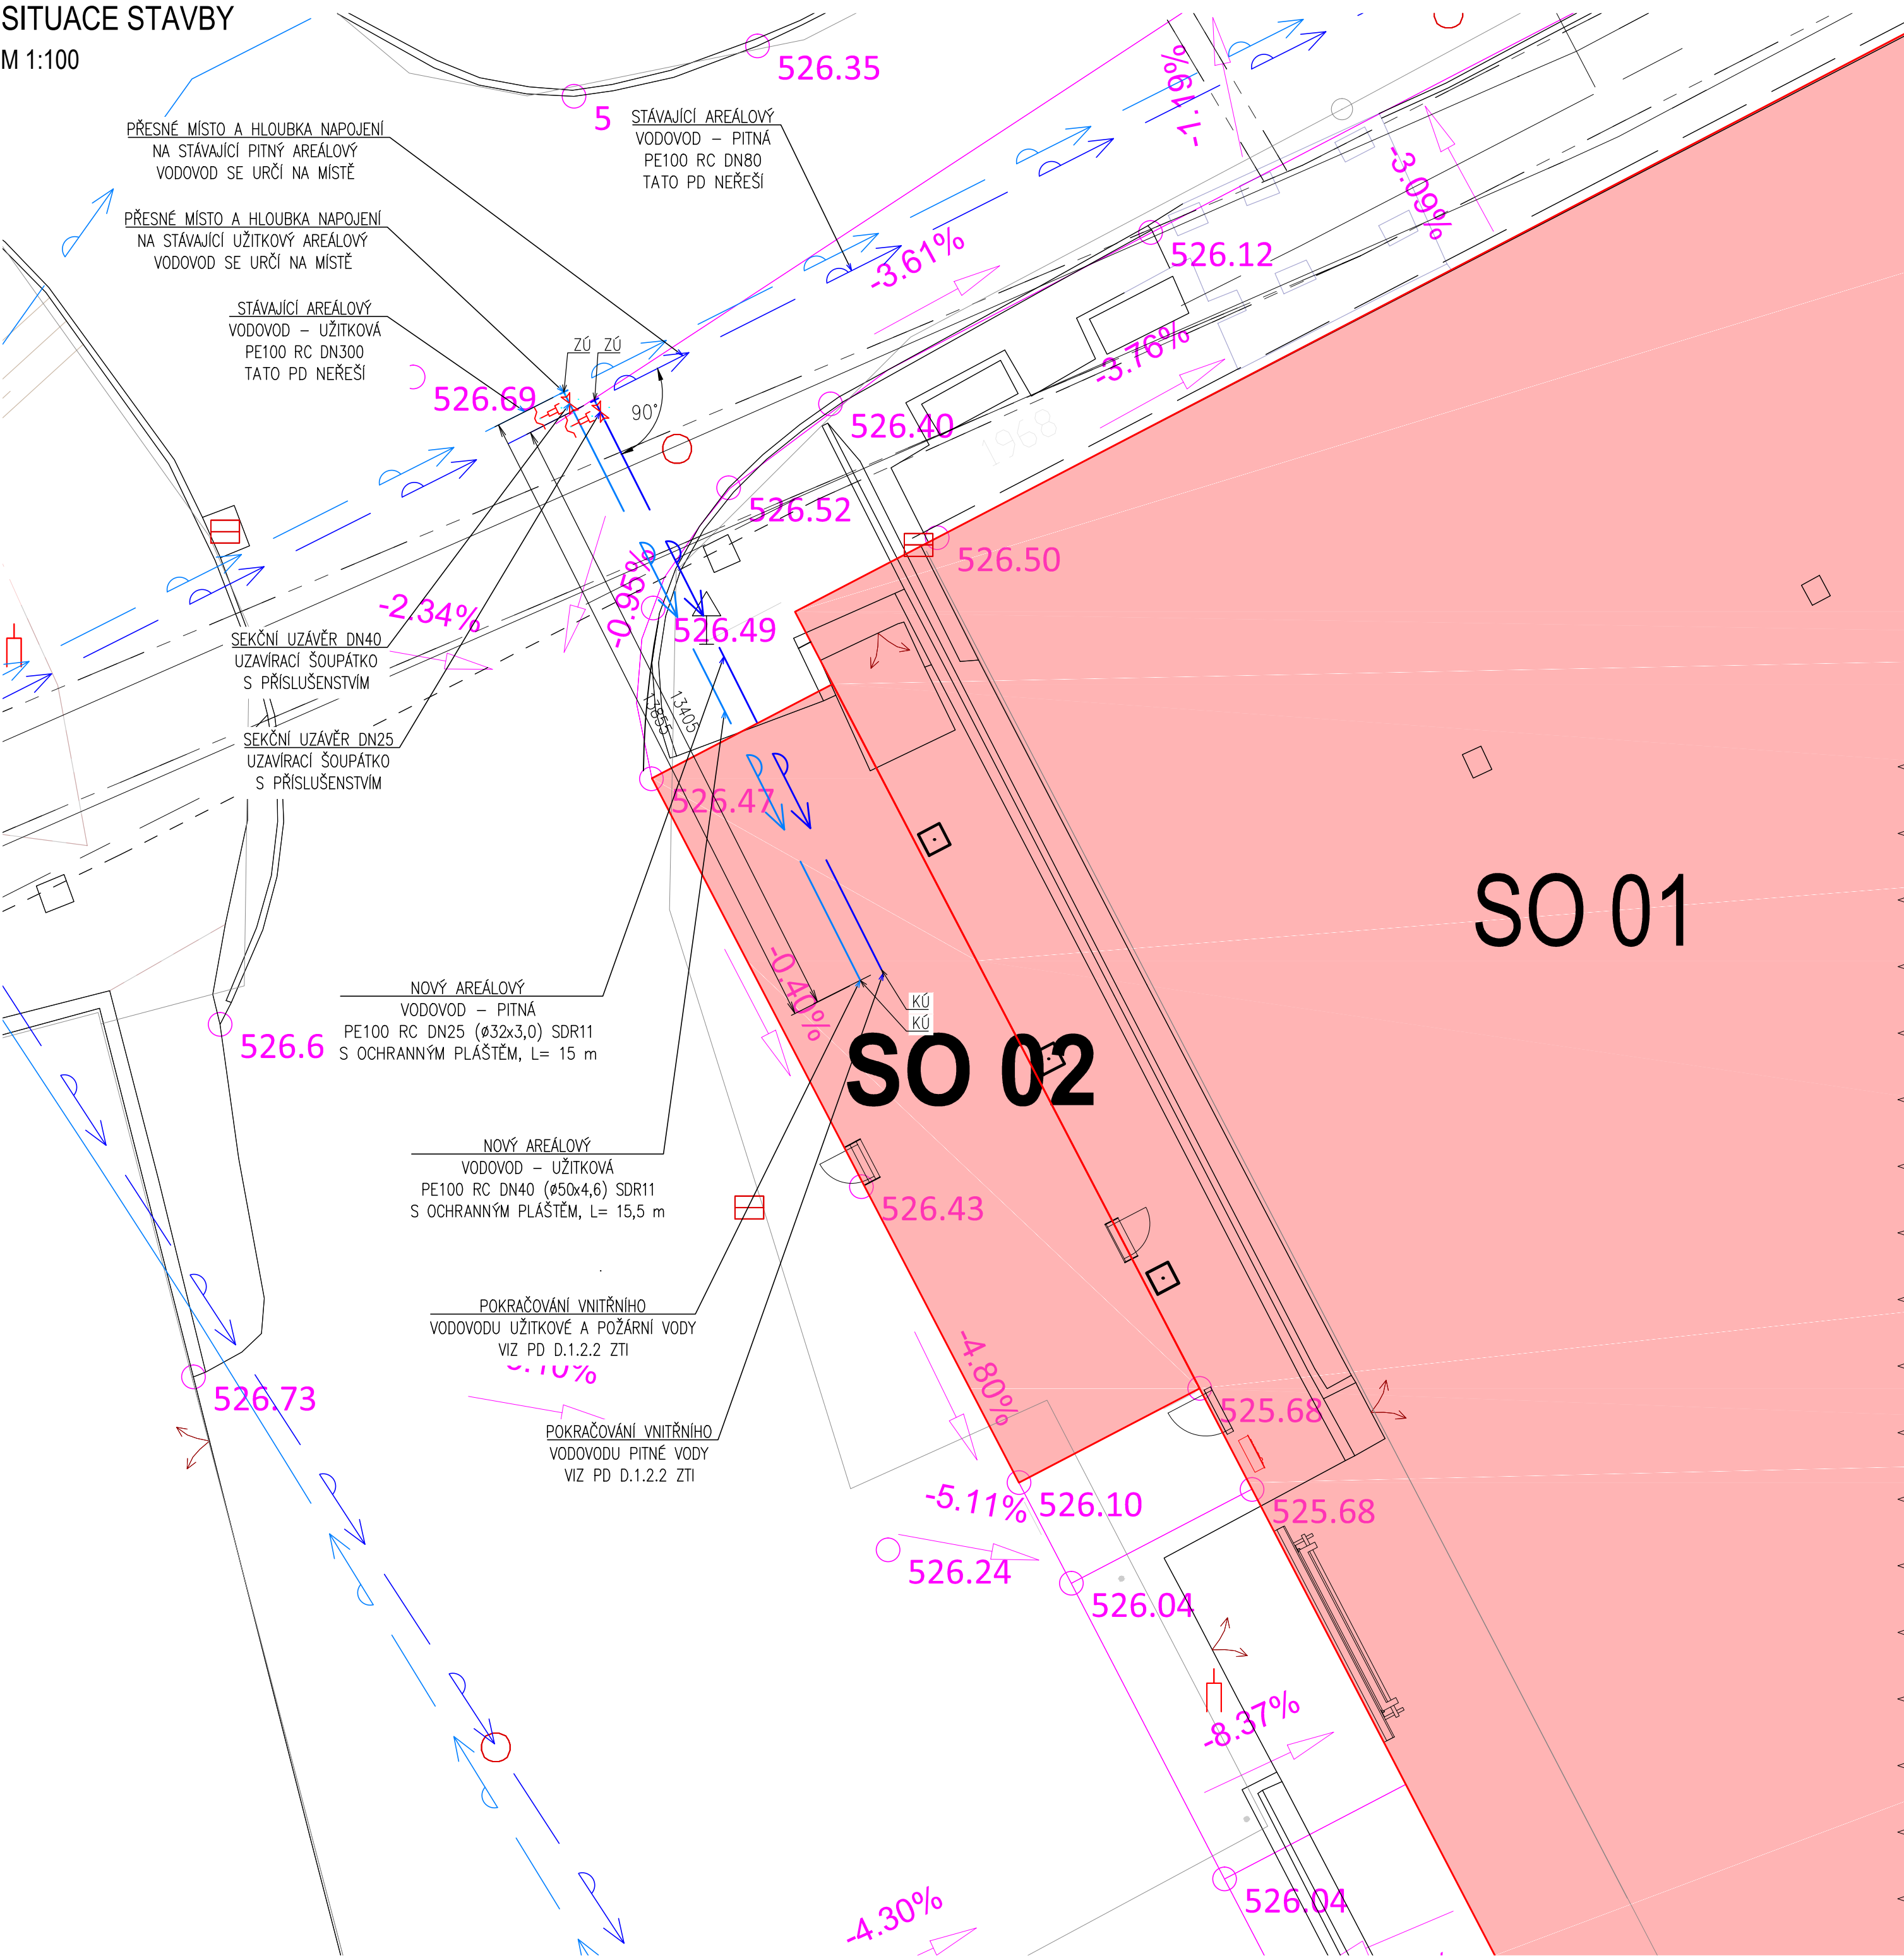 SITUACE STAVBY
M 1:100
526.35
5
PŘESNÉ MÍSTO A HLOUBKA NAPOJENÍ
NA STÁVAJÍCÍ PITNÝ AREÁLOVÝ
VODOVOD SE URČÍ NA MÍSTĚ
STÁVAJÍCÍ AREÁLOVÝ
VODOVOD – PITNÁ
PE100 RC DN80
TATO PD NEŘEŠÍ
-1.19%
-3.09%
PŘESNÉ MÍSTO A HLOUBKA NAPOJENÍ
NA STÁVAJÍCÍ UŽITKOVÝ AREÁLOVÝ
VODOVOD SE URČÍ NA MÍSTĚ
-3.61%
526.12
STÁVAJÍCÍ AREÁLOVÝ
VODOVOD – UŽITKOVÁ
PE100 RC DN300
TATO PD NEŘEŠÍ
ZÚ ZÚ
-3.76%
526.69
90°
526.40
1968
526.52
526.50
-0.95%
-2.34%
526.49
SEKČNÍ UZÁVĚR DN40
UZAVÍRACÍ ŠOUPÁTKO
S PŘÍSLUŠENSTVÍM
13855
13405
SEKČNÍ UZÁVĚR DN25
UZAVÍRACÍ ŠOUPÁTKO
S PŘÍSLUŠENSTVÍM
526.47
SO 01
-0.40%
NOVÝ AREÁLOVÝ
VODOVOD – PITNÁ
PE100 RC DN25 (ø32x3,0) SDR11
S OCHRANNÝM PLÁŠTĚM, L= 15 m
KÚ
KÚ
526.6
SO 02
NOVÝ AREÁLOVÝ
VODOVOD – UŽITKOVÁ
PE100 RC DN40 (ø50x4,6) SDR11
S OCHRANNÝM PLÁŠTĚM, L= 15,5 m
526.43
POKRAČOVÁNÍ VNITŘNÍHO
VODOVODU UŽITKOVÉ A POŽÁRNÍ VODY
VIZ PD D.1.2.2 ZTI
-4.80%
526.73
525.68
POKRAČOVÁNÍ VNITŘNÍHO
VODOVODU PITNÉ VODY
VIZ PD D.1.2.2 ZTI
-5.11%
526.10
525.68
526.24
526.04
-8.37%
526.04
-4.30%